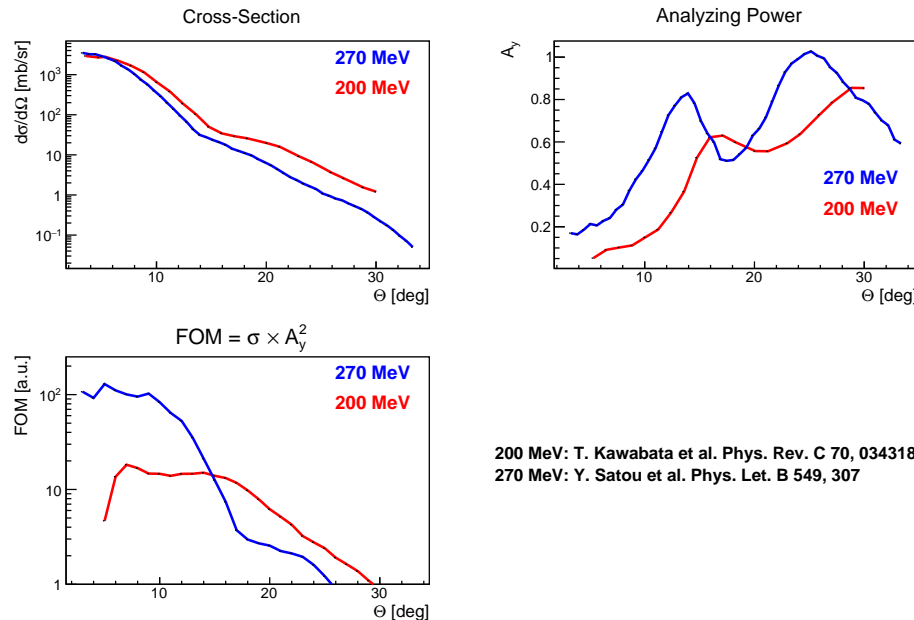 Cross-Section
dσ/dΩ [mb/sr]
10³
10²
10
1
10⁻¹
270 MeV
200 MeV
10 20 30
Θ [deg]
Analyzing Power
A_y
1
0.8
0.6
0.4
0.2
270 MeV
200 MeV
10 20 30
Θ [deg]
FOM = σ × A_y²
FOM [a.u.]
10²
10
1
270 MeV
200 MeV
10 20 30
Θ [deg]
200 MeV: T. Kawabata et al. Phys. Rev. C 70, 034318
270 MeV: Y. Satou et al. Phys. Let. B 549, 307